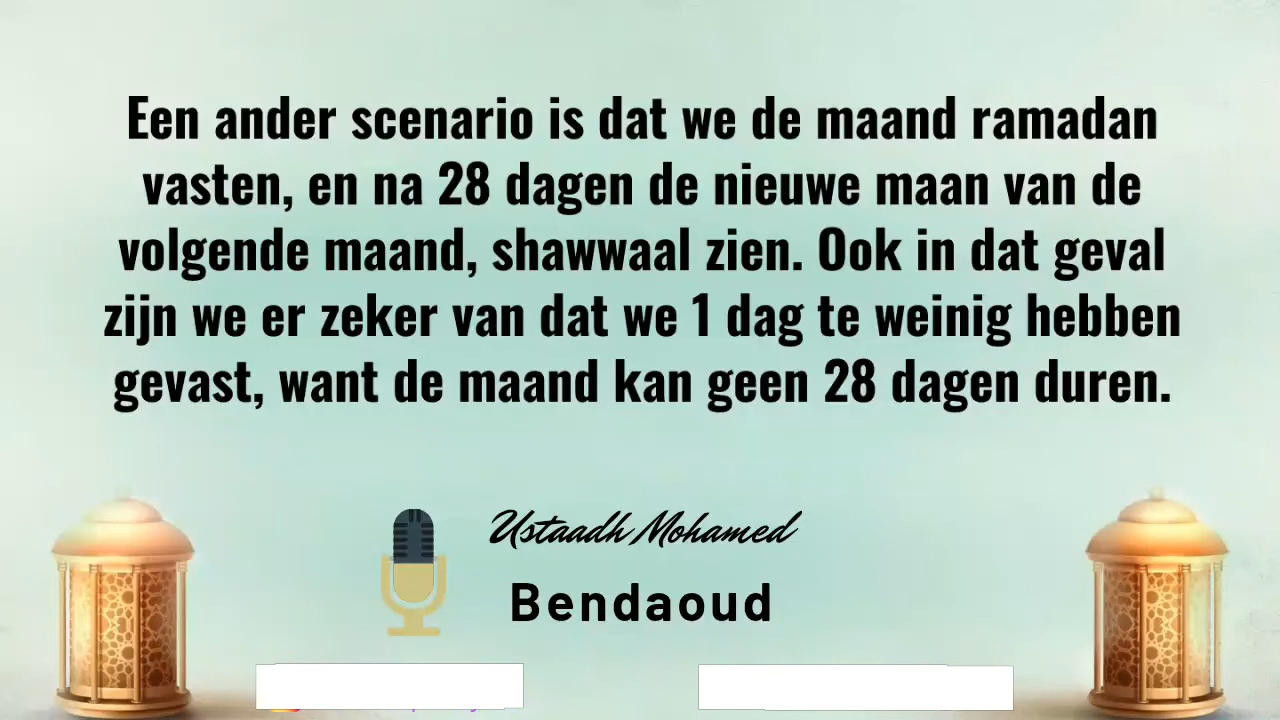 Een ander scenario is dat we de maand ramadan
vasten, en na 28 dagen de nieuwe maan van de
volgende maand, shawwaal zien. Ook in dat geval
zijn we er zeker van dat we 1 dag te weinig hebben
gevast, want de maand kan geen 28 dagen duren.
Ustaadh Mohamed
Bendaoud